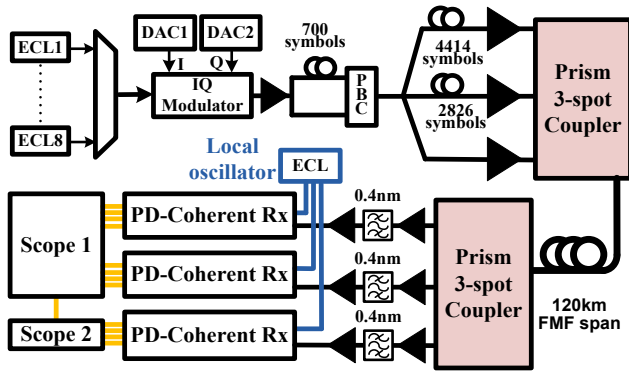 ECL1
ECL8
DAC1
DAC2
I
Q
IQ
Modulator
700
symbols
P
B
C
4414
symbols
2826
symbols
Prism
3-spot
Coupler
Local
oscillator
ECL
Scope 1
Scope 2
PD-Coherent Rx
PD-Coherent Rx
PD-Coherent Rx
0.4nm
0.4nm
0.4nm
Prism
3-spot
Coupler
120km
FMF span